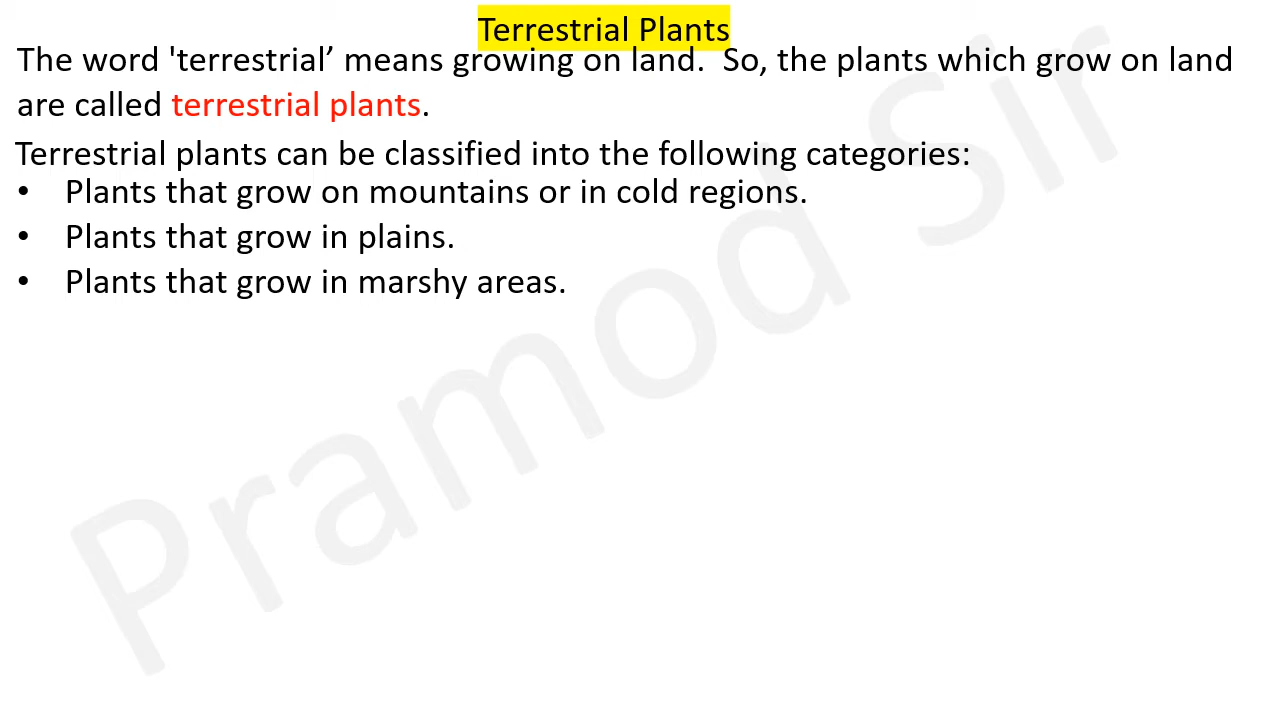 Terrestrial Plants
The word 'terrestrial’ means growing on land.  So, the plants which grow on land
are called terrestrial plants.
Terrestrial plants can be classified into the following categories:
• Plants that grow on mountains or in cold regions.
• Plants that grow in plains.
• Plants that grow in marshy areas.
Pramod Sir